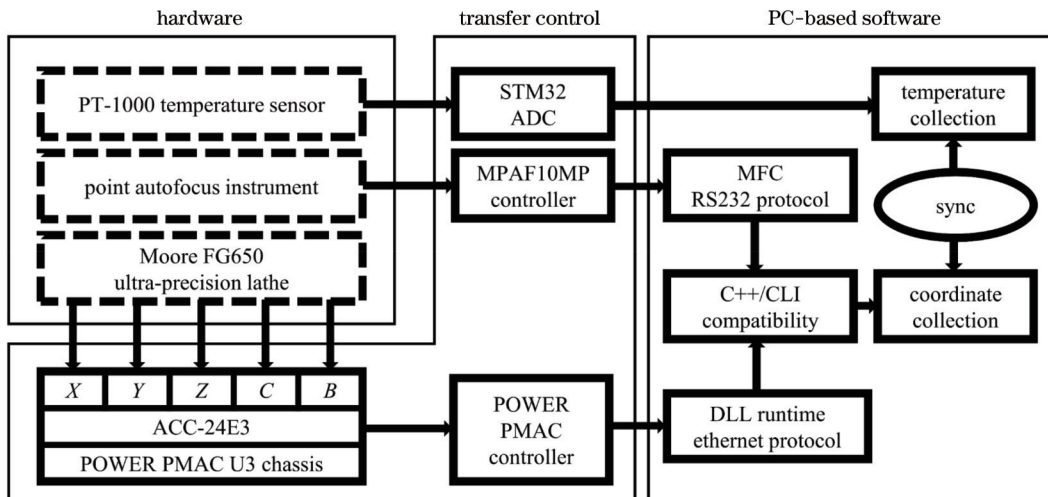 hardware
transfer control
PC-based software
PT-1000 temperature sensor
STM32
ADC
temperature
collection
point autofocus instrument
MPAF10MP
controller
MFC
RS232 protocol
sync
Moore FG650
ultra-precision lathe
C++/CLI
compatibility
coordinate
collection
X Y Z C B
ACC-24E3
POWER PMAC U3 chassis
POWER
PMAC
controller
DLL runtime
ethernet protocol